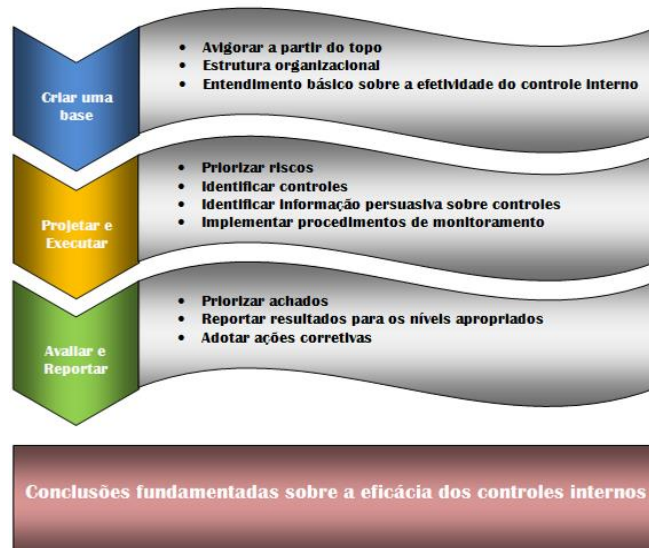 Criar uma
base
• Avigorar a partir do topo
• Estrutura organizacional
• Entendimento básico sobre a efetividade do controle interno
Projetar e
Executar
• Priorizar riscos
• Identificar controles
• Identificar informação persuasiva sobre controles
• Implementar procedimentos de monitoramento
Avaliar e
Reportar
• Priorizar achados
• Reportar resultados para os níveis apropriados
• Adotar ações corretivas
Conclusões fundamentadas sobre a eficácia dos controles internos